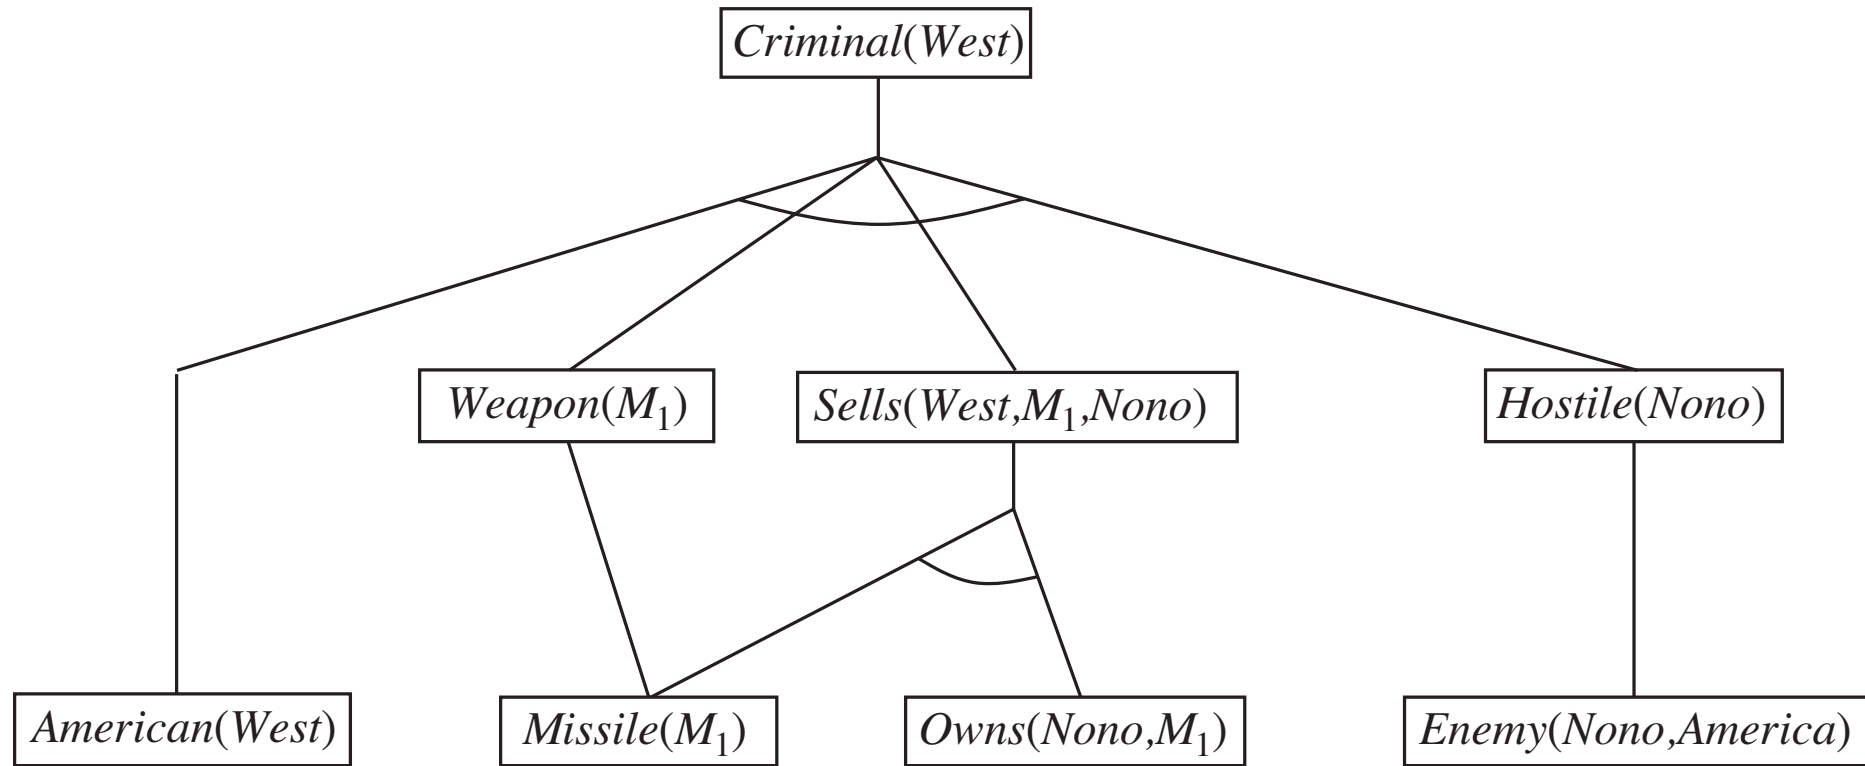 Criminal(West)
Weapon(M₁)
Sells(West,M₁,Nono)
Hostile(Nono)
American(West)
Missile(M₁)
Owns(Nono,M₁)
Enemy(Nono,America)